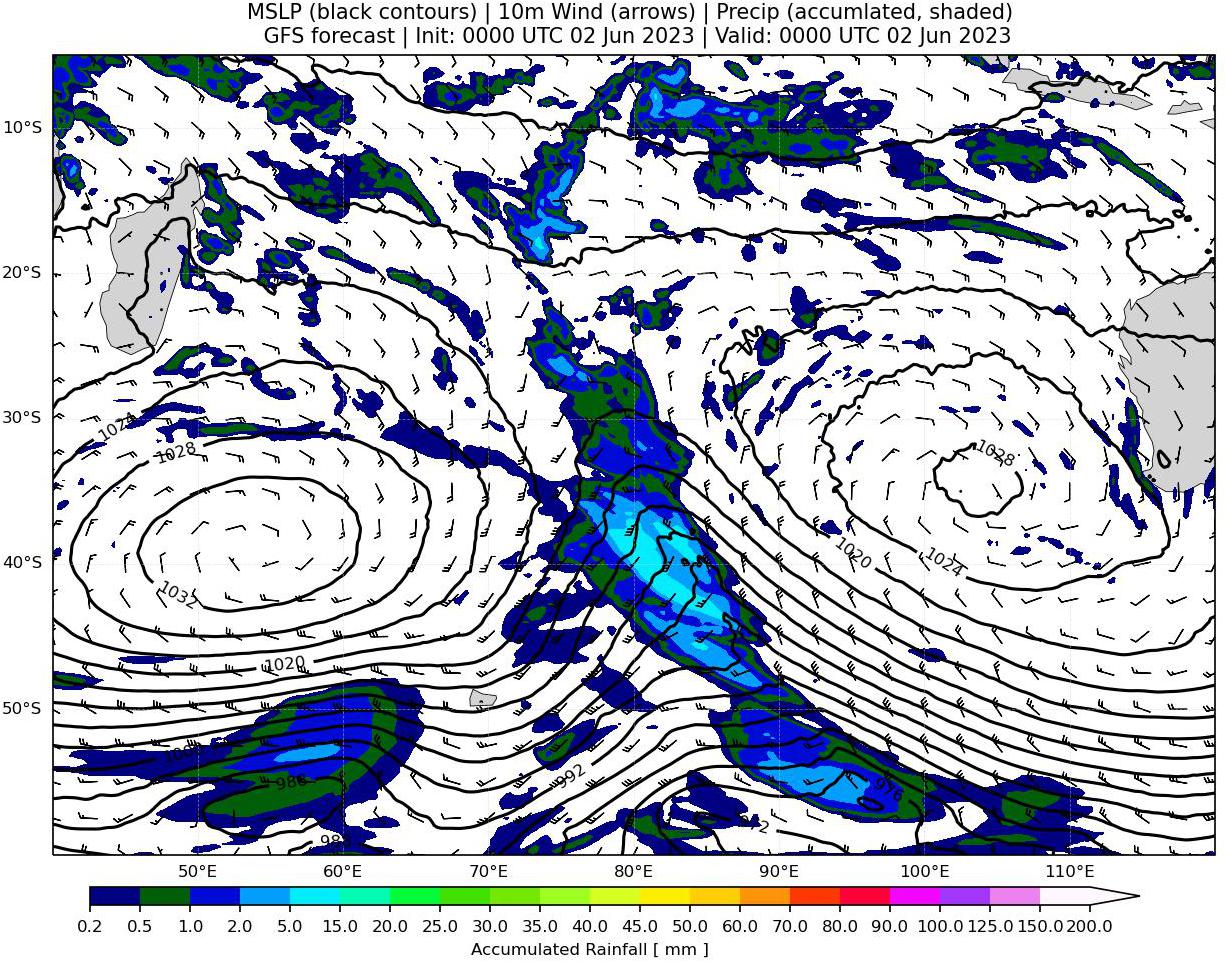 MSLP (black contours) | 10m Wind (arrows) | Precip (accumlated, shaded)
GFS forecast | Init: 0000 UTC 02 Jun 2023 | Valid: 0000 UTC 02 Jun 2023
10°S
20°S
30°S
1028
1028
40°S
1020
1024
1032
1020
50°S
992
988
976
50°E 60°E 70°E 80°E 90°E 100°E 110°E
0.2 0.5 1.0 2.0 5.0 10.0 15.0 20.0 25.0 30.0 35.0 40.0 45.0 50.0 60.0 70.0 80.0 90.0 100.0 125.0 150.0 200.0
Accumulated Rainfall [ mm ]